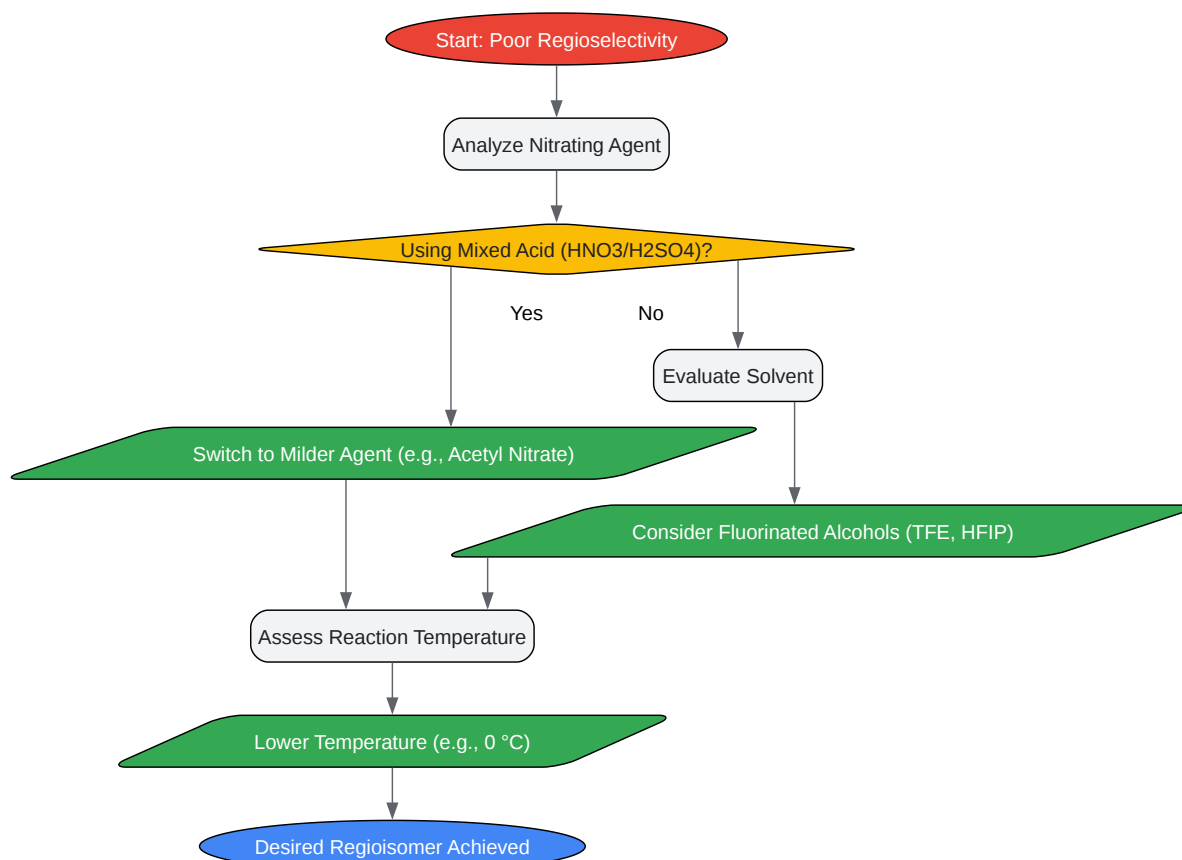 Start: Poor Regioselectivity
Analyze Nitrating Agent
Using Mixed Acid (HNO3/H2SO4)?
Yes
No
Evaluate Solvent
Switch to Milder Agent (e.g., Acetyl Nitrate)
Consider Fluorinated Alcohols (TFE, HFIP)
Assess Reaction Temperature
Lower Temperature (e.g., 0 °C)
Desired Regioisomer Achieved